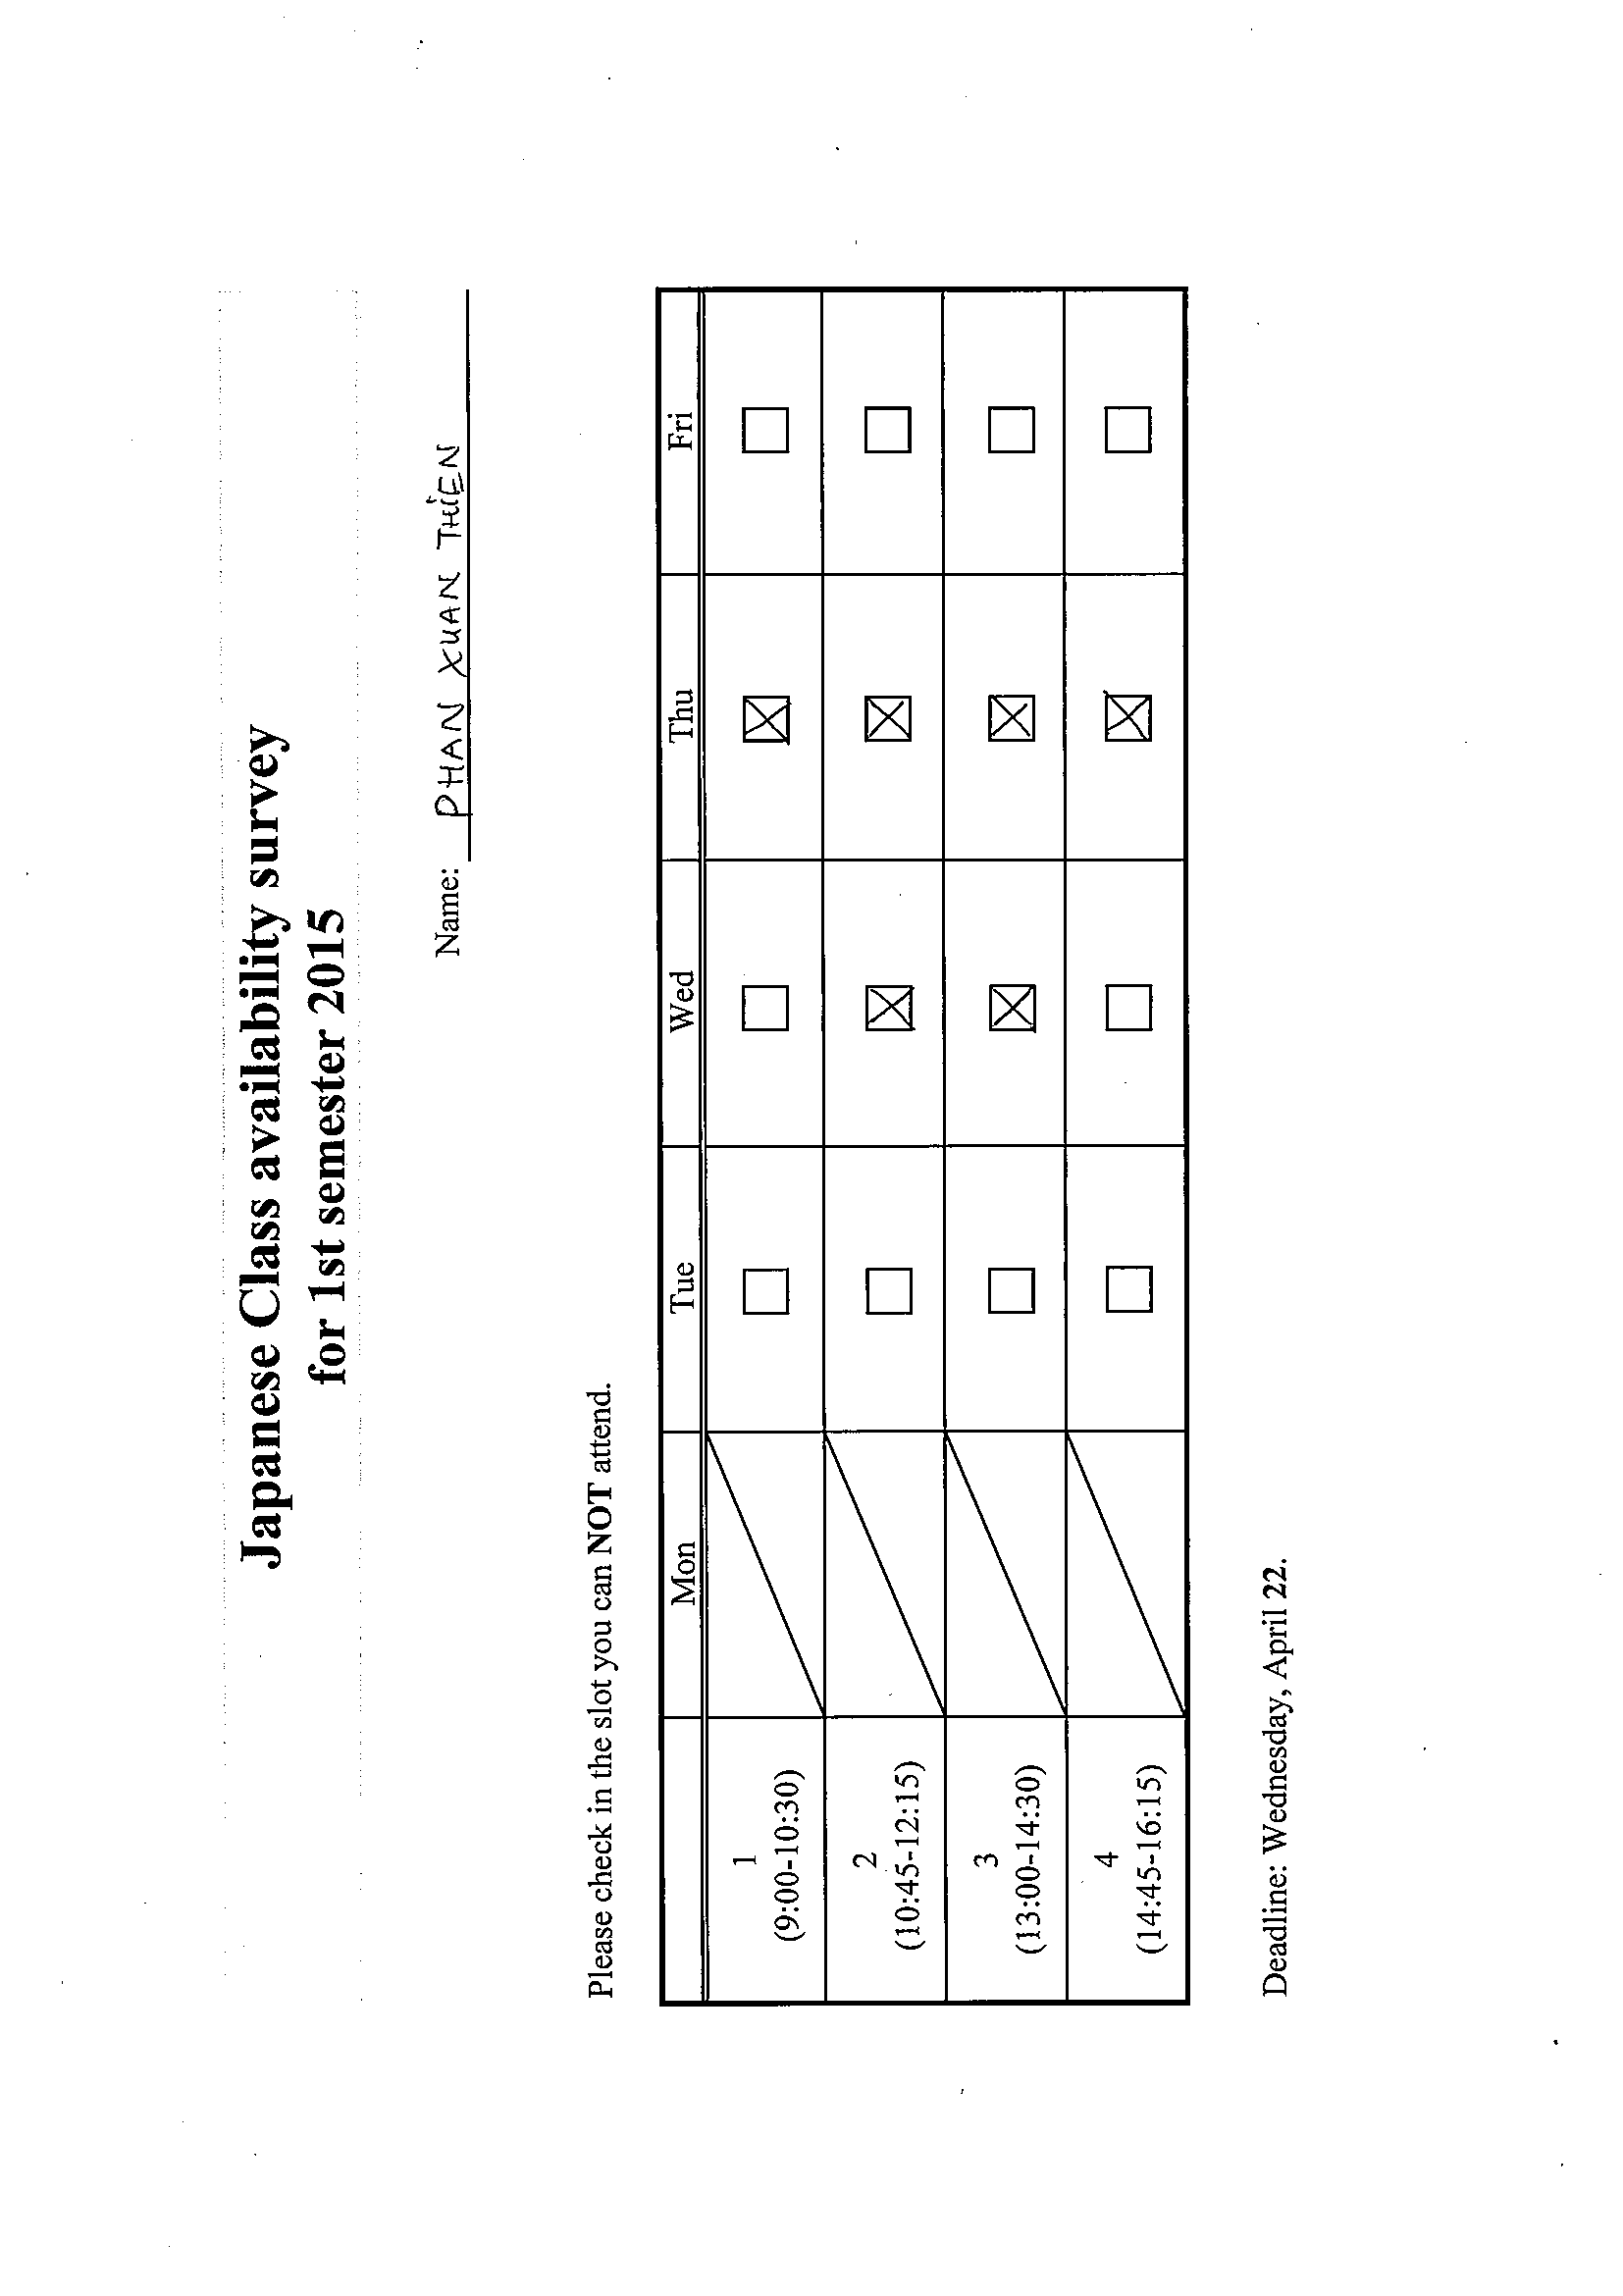 Japanese Class availability survey
for 1st semester 2015
Name: PHAN XUAN THIEN
Please check in the slot you can NOT attend.
Mon Tue Wed Thu Fri
1
(9:00-10:30) ☐ ☐ ☒ ☐
2
(10:45-12:15) ☐ ☒ ☒ ☐
3
(13:00-14:30) ☐ ☒ ☒ ☐
4
(14:45-16:15) ☐ ☐ ☒ ☐
Deadline: Wednesday, April 22.